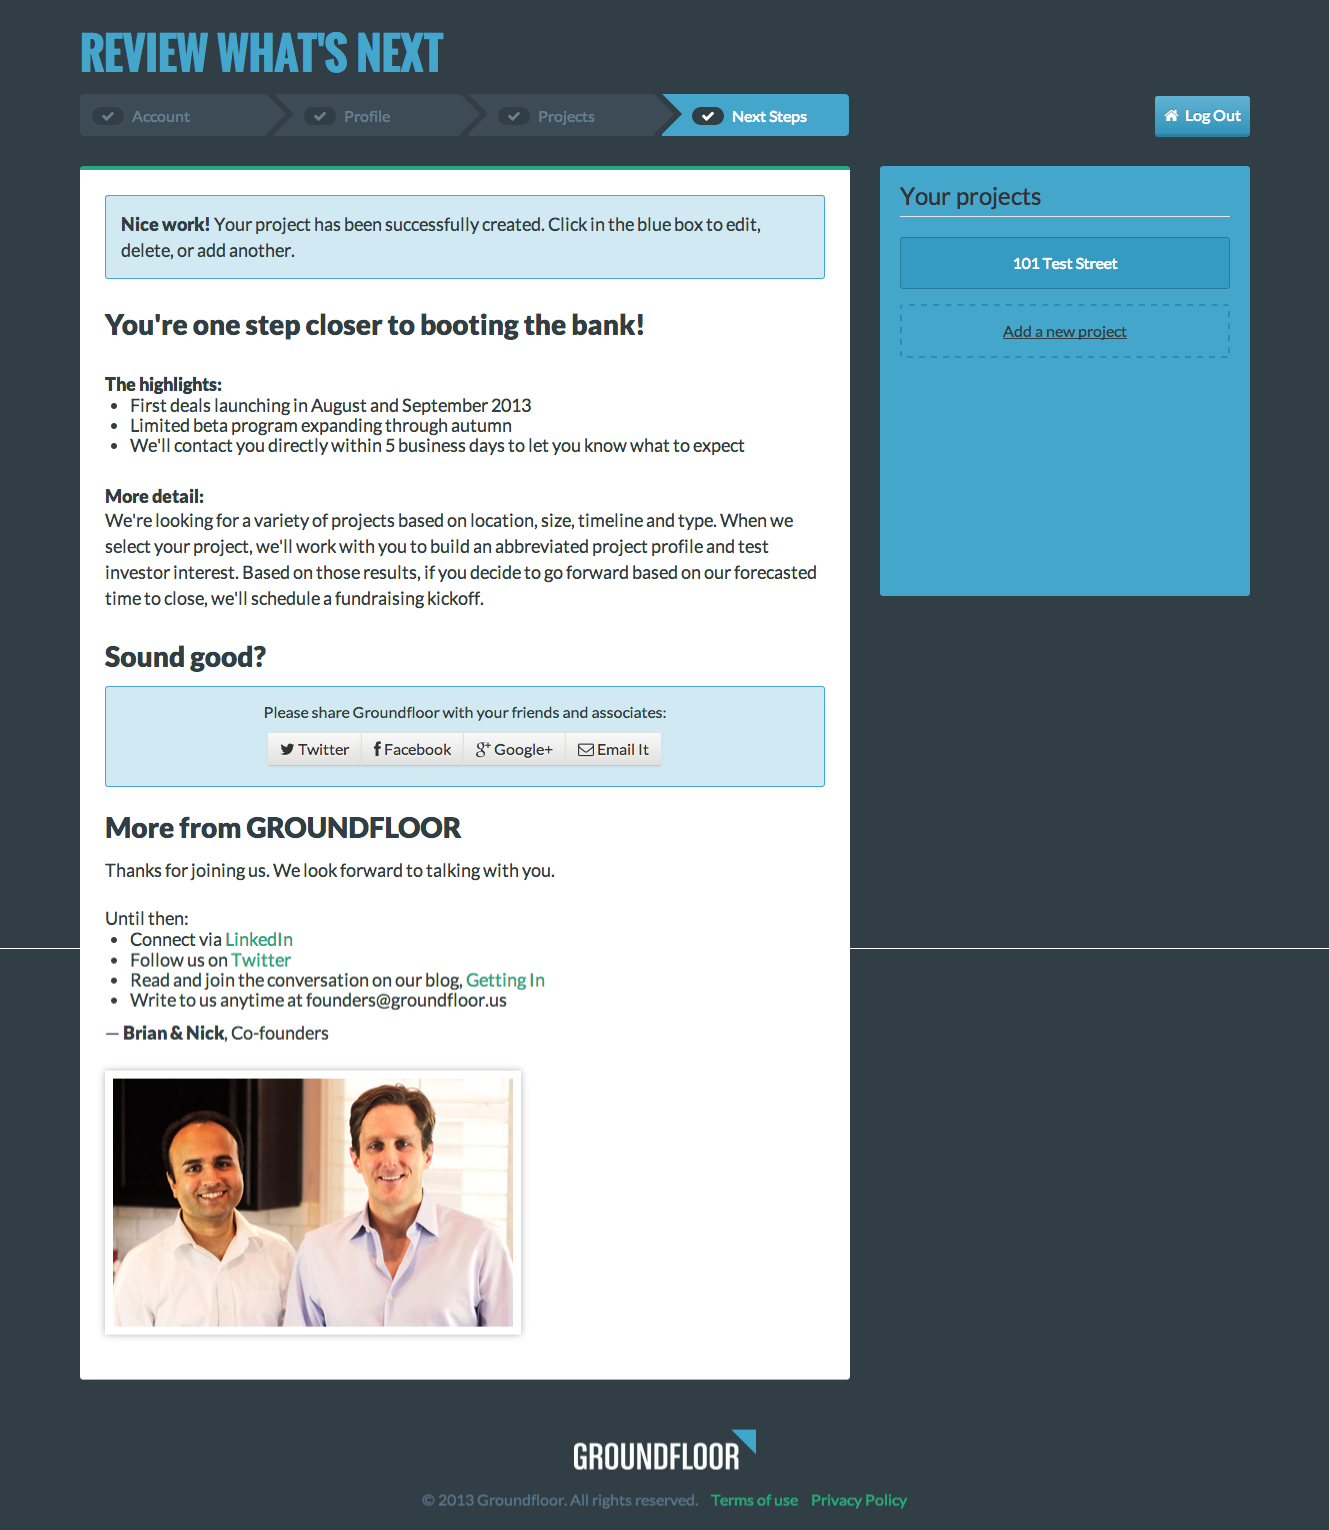 REVIEW WHAT'S NEXT
Account
Profile
Projects
Next Steps
Log Out
Nice work! Your project has been successfully created. Click in the blue box to edit,
delete, or add another.
You're one step closer to booting the bank!
The highlights:
• First deals launching in August and September 2013
• Limited beta program expanding through autumn
• We'll contact you directly within 5 business days to let you know what to expect
More detail:
We're looking for a variety of projects based on location, size, timeline and type. When we
select your project, we'll work with you to build an abbreviated project profile and test
investor interest. Based on those results, if you decide to go forward based on our forecasted
time to close, we'll schedule a fundraising kickoff.
Sound good?
Please share Groundfloor with your friends and associates:
Twitter
Facebook
Google+
Email It
More from GROUNDFLOOR
Thanks for joining us. We look forward to talking with you.
Until then:
• Connect via LinkedIn
• Follow us on Twitter
• Read and join the conversation on our blog, Getting In
• Write to us anytime at founders@groundfloor.us
— Brian & Nick, Co-founders
Your projects
101 Test Street
Add a new project
GROUNDFLOOR
© 2013 Groundfloor. All rights reserved. Terms of use Privacy Policy